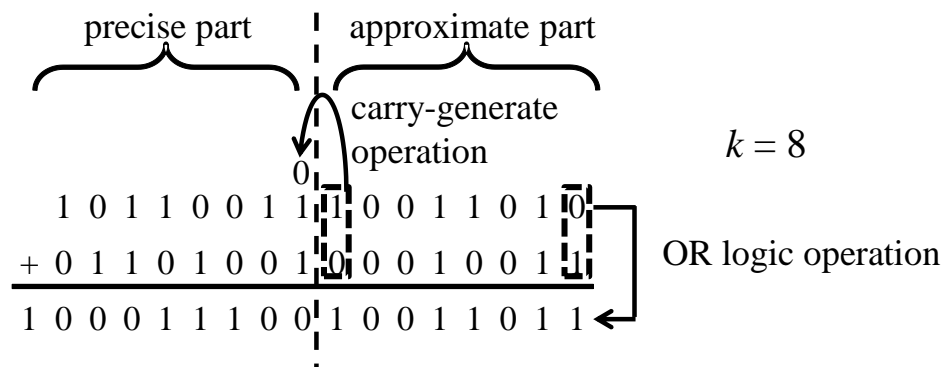 precise part approximate part
carry-generate
operation
k = 8
0
1 0 1 1 0 0 1 1 1 0 0 1 1 0 1 0
+ 0 1 1 0 1 0 0 1 0 0 0 1 0 0 1 1
OR logic operation
1 0 0 0 1 1 1 0 0 1 0 0 1 1 0 1 1